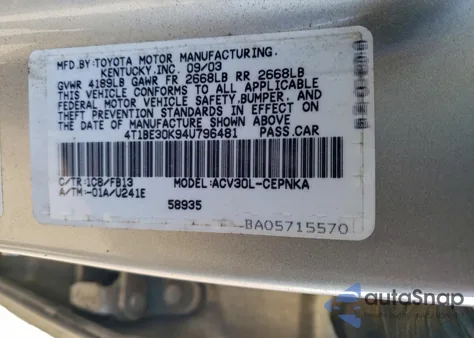 MFD.BY:TOYOTA MOTOR MANUFACTURING,
KENTUCKY,INC. 09/03
GVWR 4189LB GAWR FR 2668LB RR 2668LB
THIS VEHICLE CONFORMS TO ALL APPLICABLE
FEDERAL MOTOR VEHICLE SAFETY,BUMPER, AND
THEFT PREVENTION STANDARDS IN EFFECT ON
THE DATE OF MANUFACTURE SHOWN ABOVE.
4T1BE30K94U796481 PASS.CAR
C/TR:1C8/FB13 MODEL:ACV30L-CEPNKA
A/TM:-01A/U241E
58935
BA05715570
autoSnap